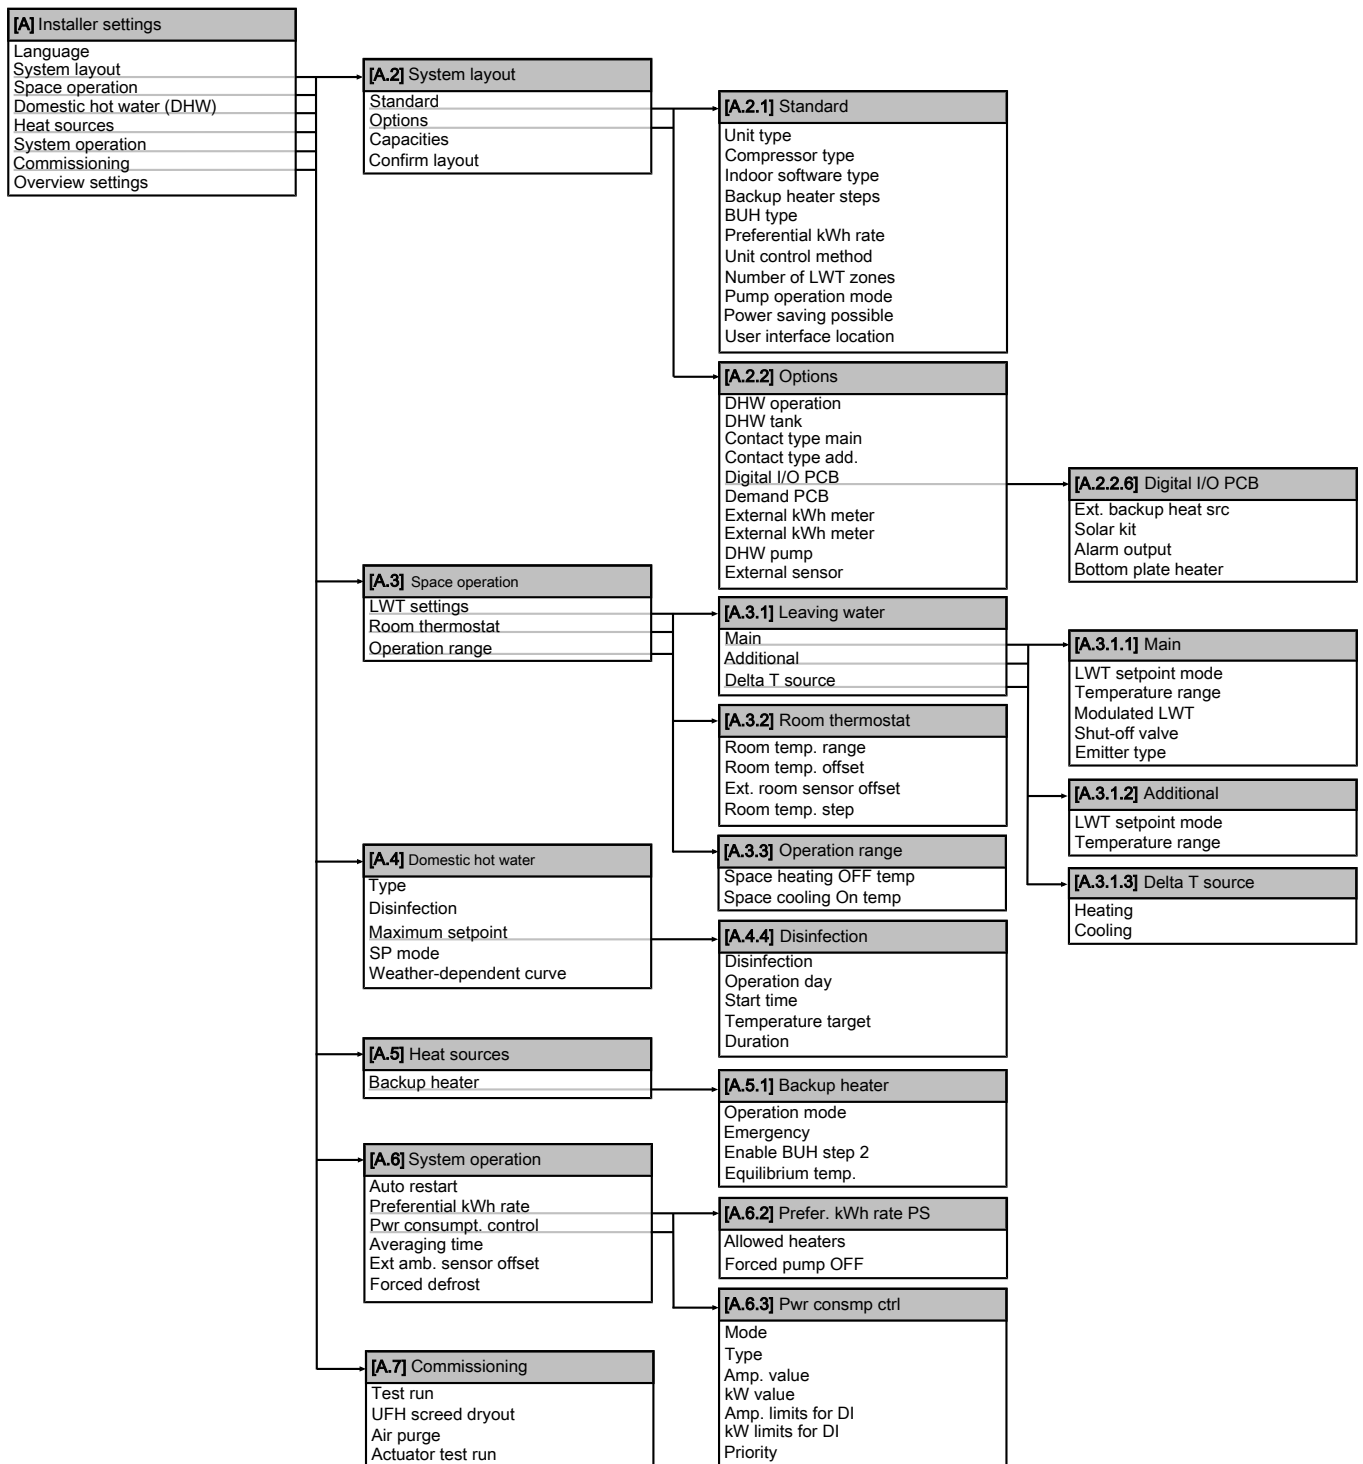 [A] Installer settings
Language
System layout
Space operation
Domestic hot water (DHW)
Heat sources
System operation
Commissioning
Overview settings
[A.2] System layout
Standard
Options
Capacities
Confirm layout
[A.2.1] Standard
Unit type
Compressor type
Indoor software type
Backup heater steps
BUH type
Preferential kWh rate
Unit control method
Number of LWT zones
Pump operation mode
Power saving possible
User interface location
[A.2.2] Options
DHW operation
DHW tank
Contact type main
Contact type add.
Digital I/O PCB
Demand PCB
External kWh meter
External kWh meter
DHW pump
External sensor
[A.2.2.6] Digital I/O PCB
Ext. backup heat src
Solar kit
Alarm output
Bottom plate heater
[A.3] Space operation
LWT settings
Room thermostat
Operation range
[A.3.1] Leaving water
Main
Additional
Delta T source
[A.3.1.1] Main
LWT setpoint mode
Temperature range
Modulated LWT
Shut-off valve
Emitter type
[A.3.1.2] Additional
LWT setpoint mode
Temperature range
[A.3.1.3] Delta T source
Heating
Cooling
[A.3.2] Room thermostat
Room temp. range
Room temp. offset
Ext. room sensor offset
Room temp. step
[A.3.3] Operation range
Space heating OFF temp
Space cooling On temp
[A.4] Domestic hot water
Type
Disinfection
Maximum setpoint
SP mode
Weather-dependent curve
[A.4.4] Disinfection
Disinfection
Operation day
Start time
Temperature target
Duration
[A.5] Heat sources
Backup heater
[A.5.1] Backup heater
Operation mode
Emergency
Enable BUH step 2
Equilibrium temp.
[A.6] System operation
Auto restart
Preferential kWh rate
Pwr consumpt. control
Averaging time
Ext amb. sensor offset
Forced defrost
[A.6.2] Prefer. kWh rate PS
Allowed heaters
Forced pump OFF
[A.6.3] Pwr consmp ctrl
Mode
Type
Amp. value
kW value
Amp. limits for DI
kW limits for DI
Priority
[A.7] Commissioning
Test run
UFH screed dryout
Air purge
Actuator test run